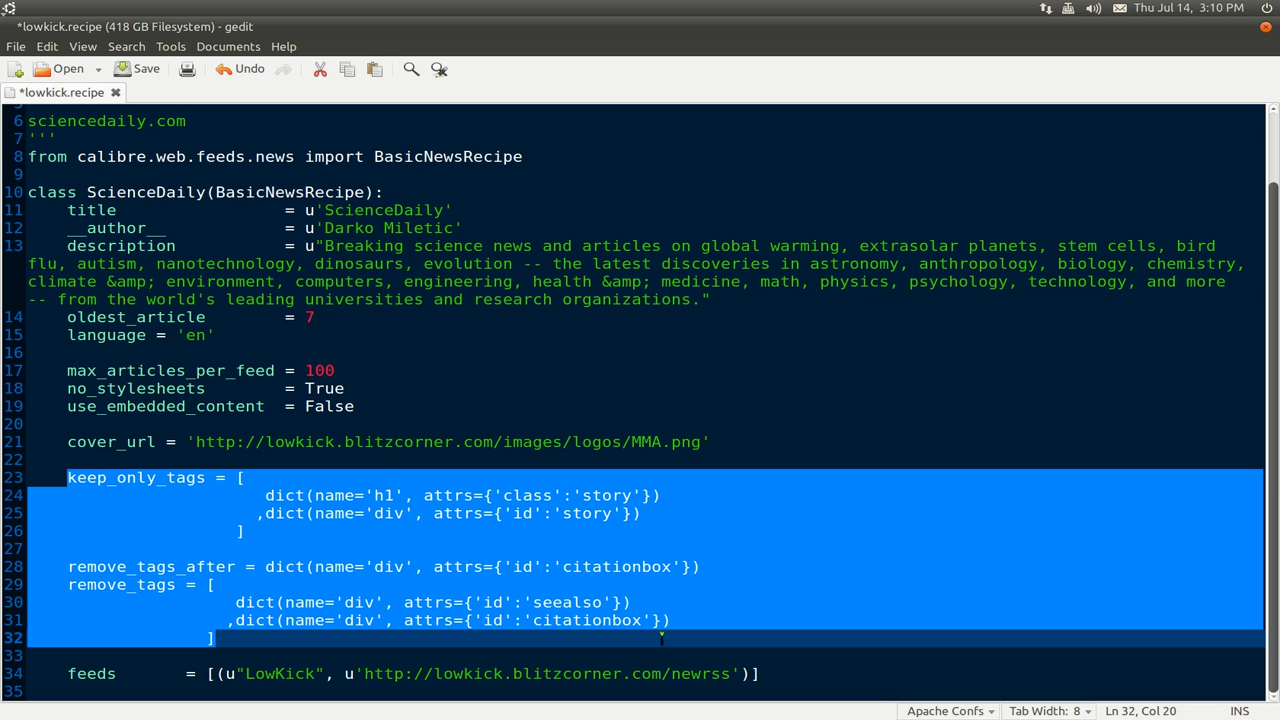 Thu Jul 14, 3:10 PM
*lowkick.recipe (418 GB Filesystem) - gedit
File Edit View Search Tools Documents Help
Open Save Undo
*lowkick.recipe
6 sciencedaily.com
7 '''
8 from calibre.web.feeds.news import BasicNewsRecipe
9
10 class ScienceDaily(BasicNewsRecipe):
11 title = u'ScienceDaily'
12 __author__ = u'Darko Miletic'
13 description = u"Breaking science news and articles on global warming, extrasolar planets, stem cells, bird
flu, autism, nanotechnology, dinosaurs, evolution -- the latest discoveries in astronomy, anthropology, biology, chemistry,
climate &amp; environment, computers, engineering, health &amp; medicine, math, physics, psychology, technology, and more
-- from the world's leading universities and research organizations."
14 oldest_article = 7
15 language = 'en'
16
17 max_articles_per_feed = 100
18 no_stylesheets = True
19 use_embedded_content = False
20
21 cover_url = 'http://lowkick.blitzcorner.com/images/logos/MMA.png'
22
23 keep_only_tags = [
24 dict(name='h1', attrs={'class':'story'})
25 ,dict(name='div', attrs={'id':'story'})
26 ]
27
28 remove_tags_after = dict(name='div', attrs={'id':'citationbox'})
29 remove_tags = [
30 dict(name='div', attrs={'id':'seealso'})
31 ,dict(name='div', attrs={'id':'citationbox'})
32 ]
33
34 feeds = [(u"LowKick", u'http://lowkick.blitzcorner.com/newrss')]
35
Apache Confs Tab Width: 8 Ln 32, Col 20 INS